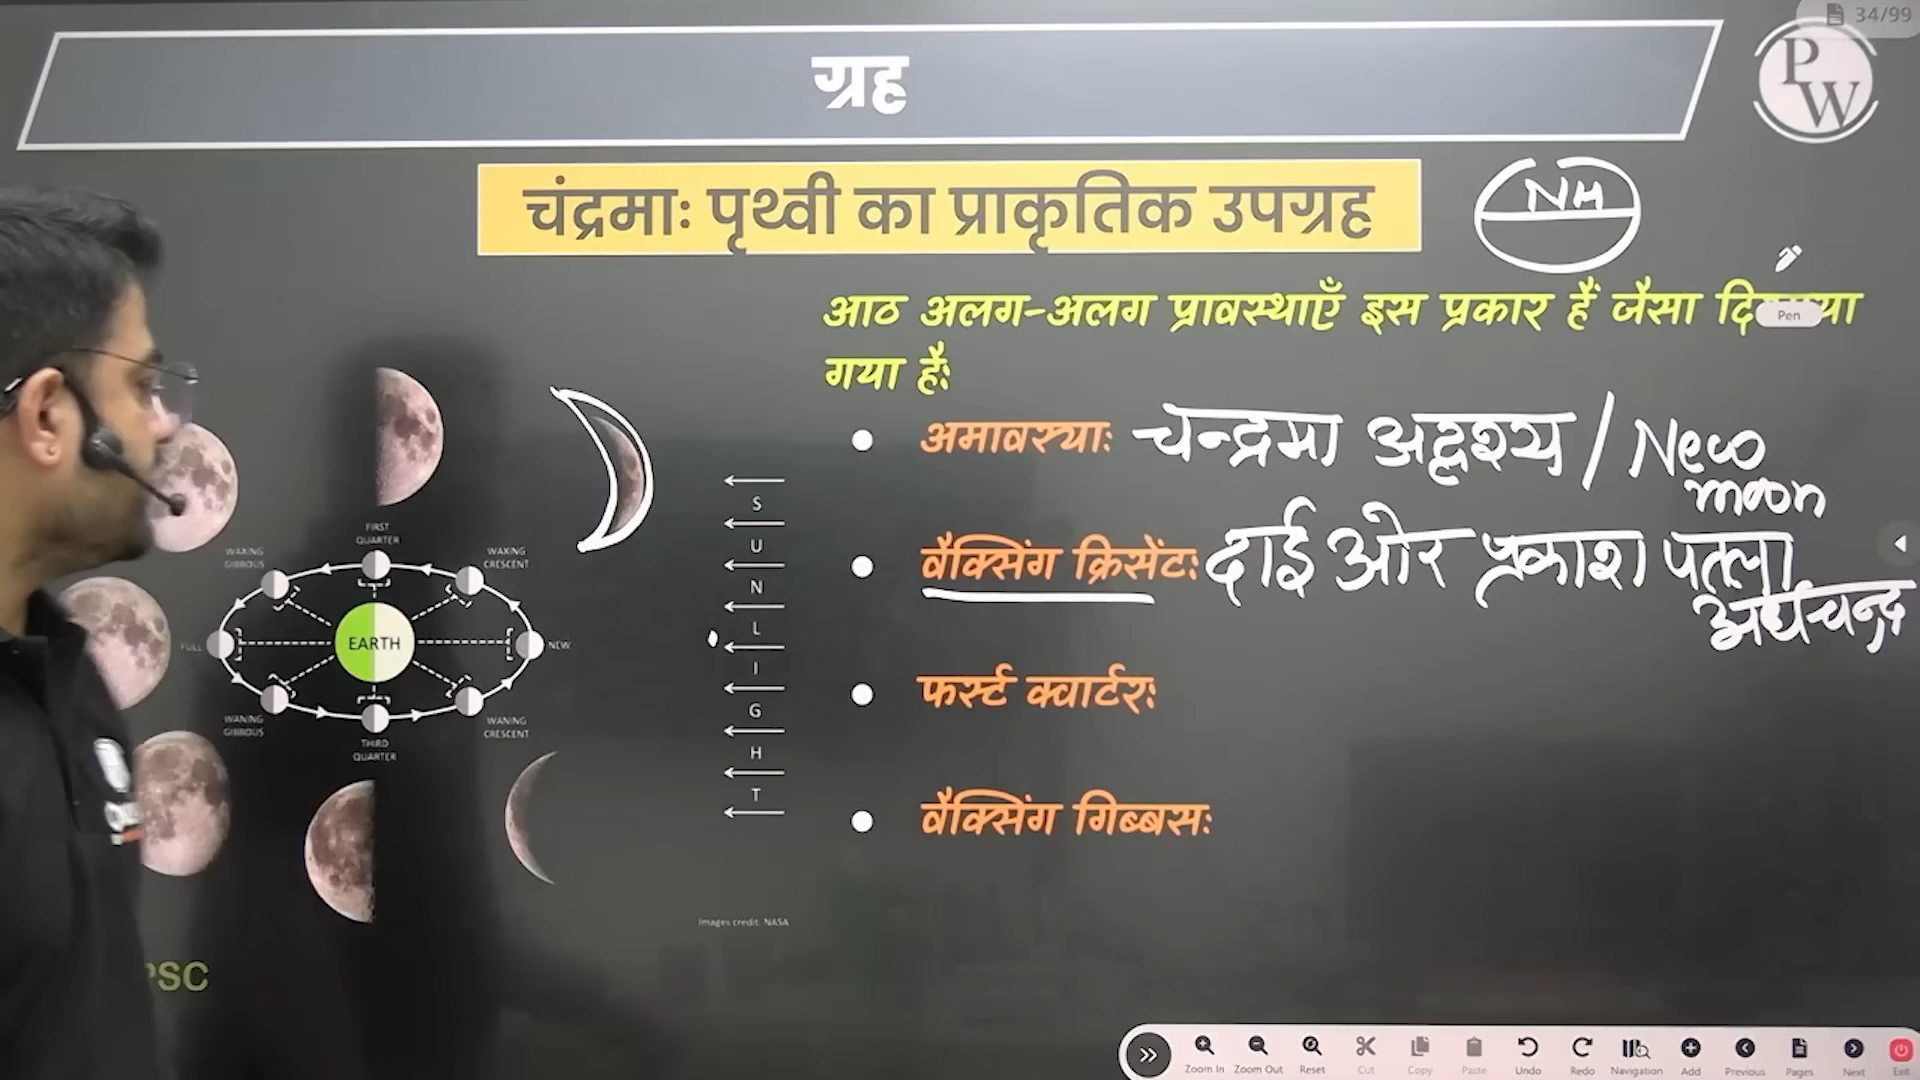 34/99
ग्रह
PW
चंद्रमाः पृथ्वी का प्राकृतिक उपग्रह
NH
आठ अलग-अलग प्रावस्थाएँ इस प्रकार हैं जैसा
Pen
गया हैः
अमावस्याः चन्द्रमा अदृश्य / New
moon
वैक्सिंग क्रिसेंटः दाई ओर प्रकाश पतला
अर्धचन्द्र
फर्स्ट क्वार्टरः
वैक्सिंग गिब्बसः
FIRST
QUARTER
WAXING
GIBBOUS
WAXING
CRESCENT
FULL
EARTH
NEW
WANING
GIBBOUS
WANING
CRESCENT
THIRD
QUARTER
S
U
N
L
I
G
H
T
Images credit: NASA
PSC
Zoom In Zoom Out Reset Cut Copy Paste Undo Redo Navigation Add Previous Pages Next Exit